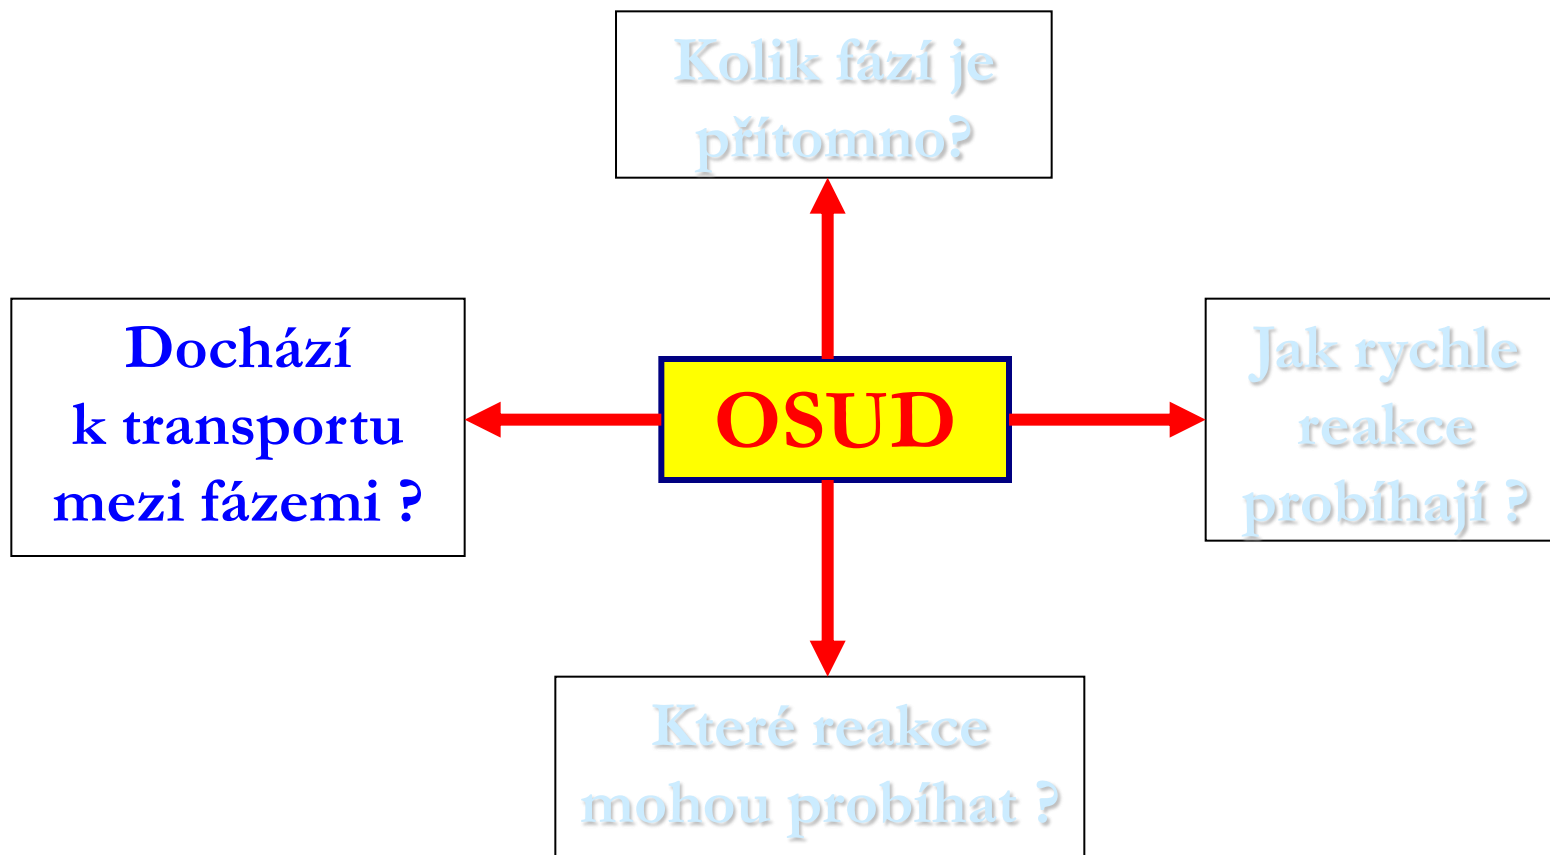 Kolik fází je
přítomno?
Dochází
k transportu
mezi fázemi ?
OSUD
Jak rychle
reakce
probíhají ?
Které reakce
mohou probíhat ?